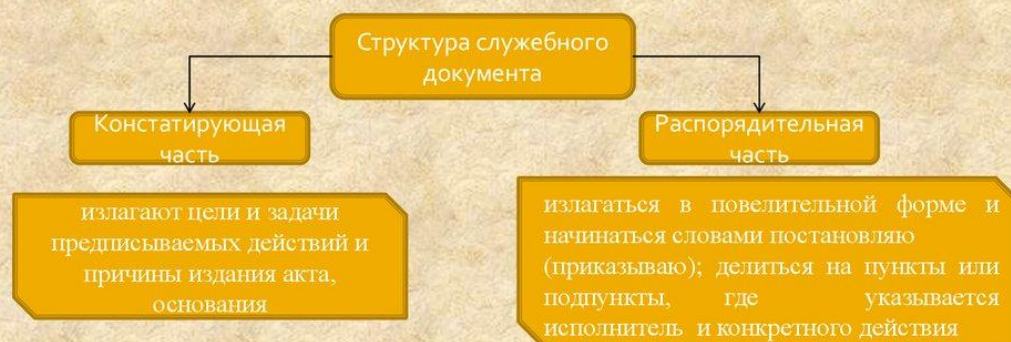 Структура служебного
документа
Констатирующая
часть
Распорядительная
часть
излагают цели и задачи
предписываемых действий и
причины издания акта,
основания
излагаться в повелительной форме и
начинаться словами постановляю
(приказываю); делиться на пункты или
подпункты, где указывается
исполнитель и конкретного действия